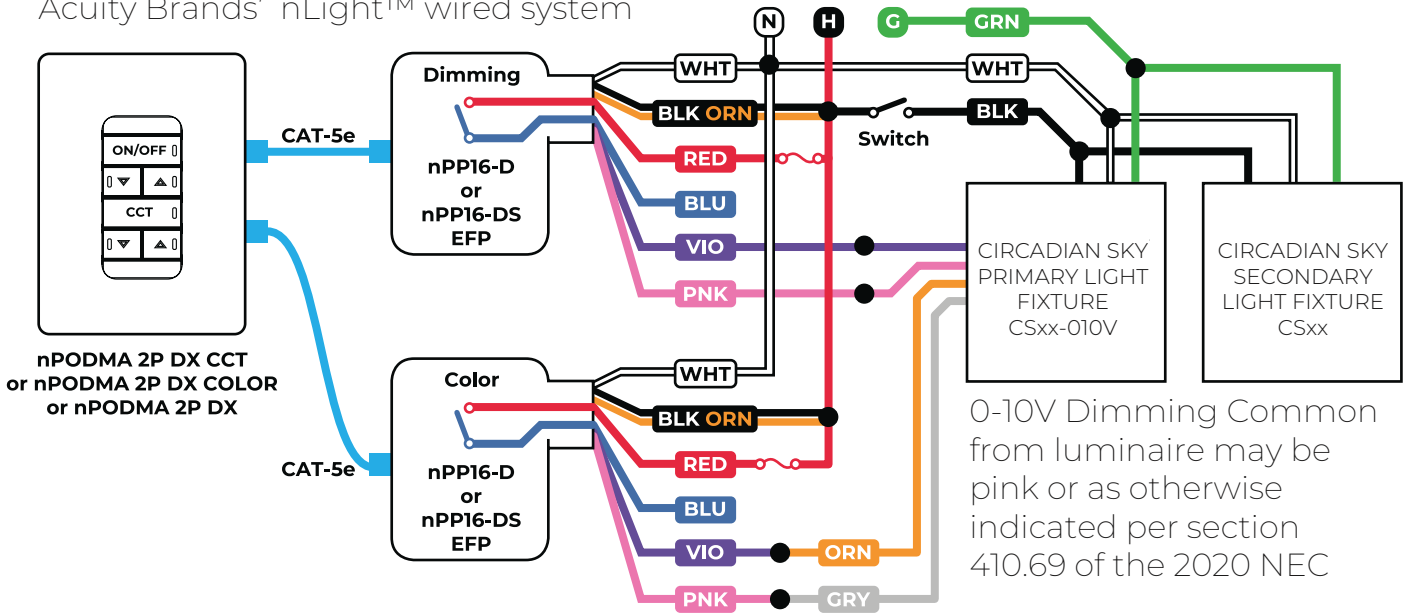 Acuity Brands' nLight™ wired system
N
H
G
GRN
WHT
WHT
BLK ORN
Switch
BLK
RED
BLU
VIO
PNK
Dimming
nPP16-D
or
nPP16-DS
EFP
CAT-5e
ON/OFF
CCT
nPODMA 2P DX CCT
or nPODMA 2P DX COLOR
or nPODMA 2P DX
CAT-5e
Color
nPP16-D
or
nPP16-DS
EFP
WHT
BLK ORN
RED
BLU
VIO
ORN
PNK
GRY
CIRCADIAN SKY
PRIMARY LIGHT
FIXTURE
CSxx-010V
CIRCADIAN SKY
SECONDARY
LIGHT FIXTURE
CSxx
0-10V Dimming Common
from luminaire may be
pink or as otherwise
indicated per section
410.69 of the 2020 NEC